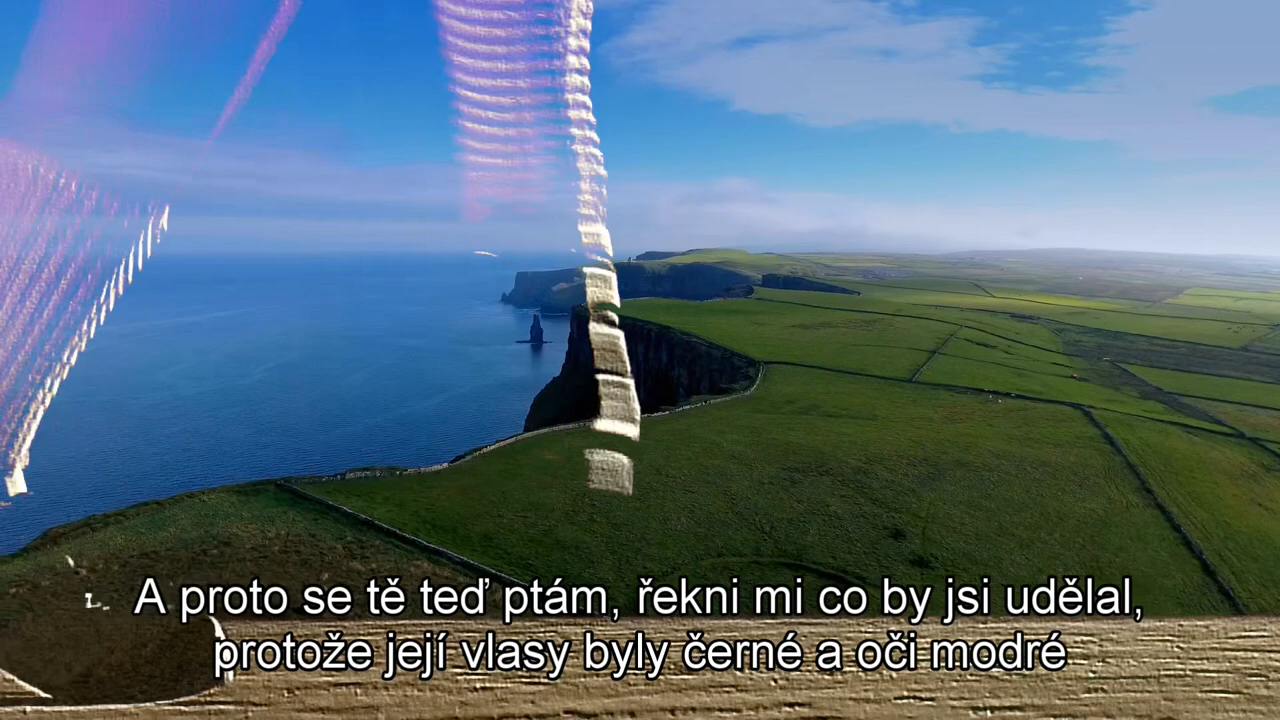 A proto se tě teď ptám, řekni mi co by jsi udělal,
protože její vlasy byly černé a oči modré